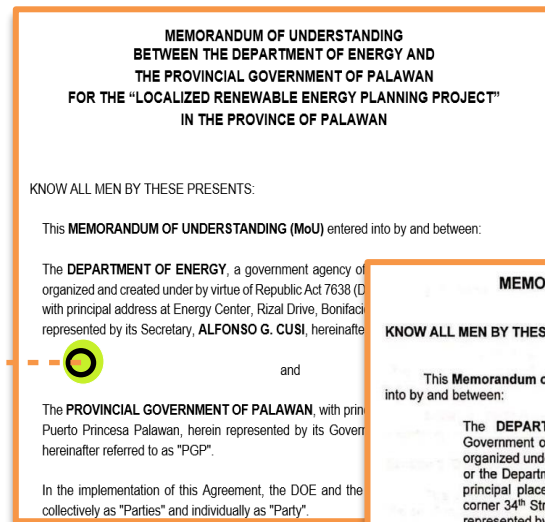 MEMORANDUM OF UNDERSTANDING
BETWEEN THE DEPARTMENT OF ENERGY AND
THE PROVINCIAL GOVERNMENT OF PALAWAN
FOR THE “LOCALIZED RENEWABLE ENERGY PLANNING PROJECT”
IN THE PROVINCE OF PALAWAN
KNOW ALL MEN BY THESE PRESENTS:
This MEMORANDUM OF UNDERSTANDING (MoU) entered into by and between:
The DEPARTMENT OF ENERGY, a government agency of
organized and created under by virtue of Republic Act 7638 (D
with principal address at Energy Center, Rizal Drive, Bonifaci
represented by its Secretary, ALFONSO G. CUSI, hereinafte
and
The PROVINCIAL GOVERNMENT OF PALAWAN, with prin
Puerto Princesa Palawan, herein represented by its Govern
hereinafter referred to as "PGP".
In the implementation of this Agreement, the DOE and the
collectively as "Parties" and individually as "Party".
MEMO
KNOW ALL MEN BY THES
This Memorandum o
into by and between:
The DEPART
Government o
organized und
or the Departm
principal place
corner 34th Str
represented by